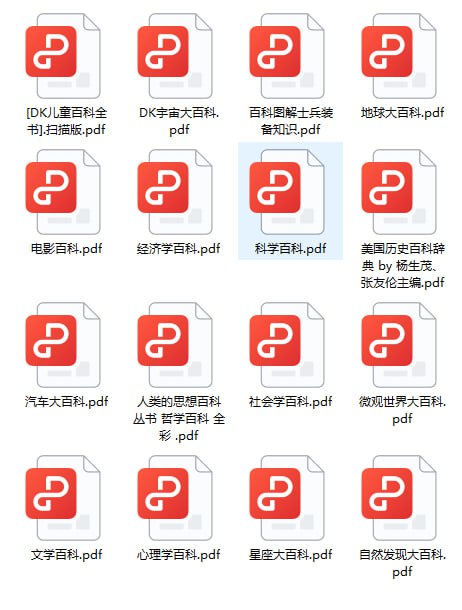 [DK儿童百科全
书].扫描版.pdf
DK宇宙大百科.
pdf
百科图解士兵装
备知识.pdf
地球大百科.pdf
电影百科.pdf
经济学百科.pdf
科学百科.pdf
美国历史百科辞
典 by 杨生茂、
张友伦主编.pdf
汽车大百科.pdf
人类的思想百科
丛书 哲学百科 全
彩 .pdf
社会学百科.pdf
微观世界大百科.
pdf
文学百科.pdf
心理学百科.pdf
星座大百科.pdf
自然发现大百科.
pdf